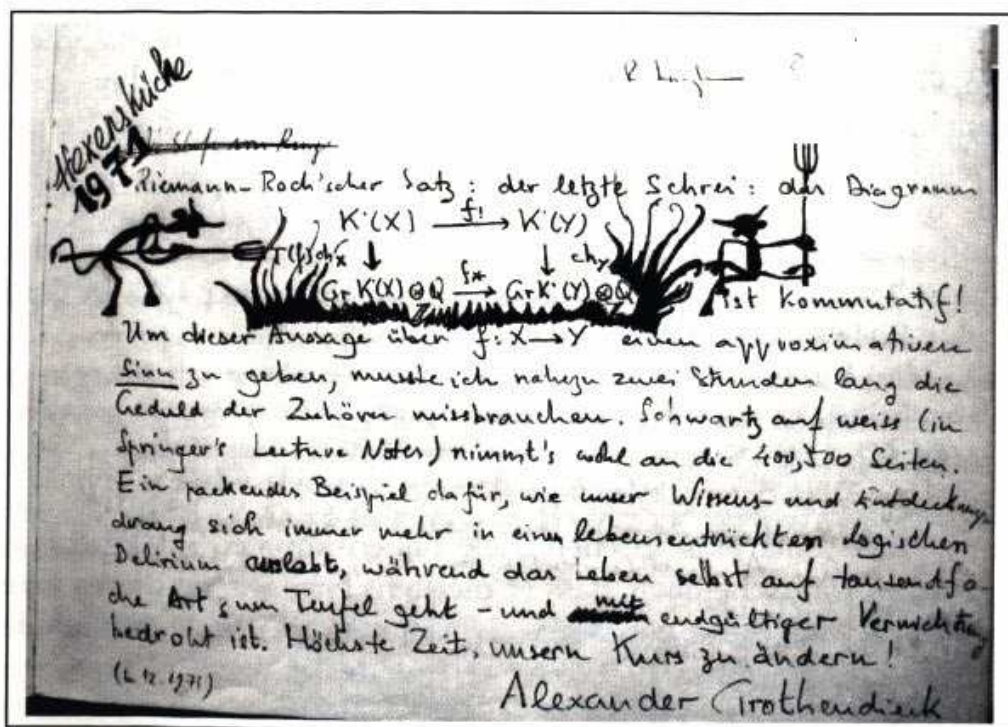 Hexenküche
1971
Riemann-Roch'scher Satz: der letzte Schrei: das Diagramm
K˙(X) f! → K˙(Y)
T(f)ch_X ↓ ↓ ch_Y
Gr K˙(X) ⊗ Q f* → Gr K˙(Y) ⊗ Q
Z Z
ist kommutatif!
Um dieser Aussage über f: X → Y einen approximativen
Sinn zu geben, musste ich nahezu zwei Stunden lang die
Geduld der Zuhörer missbrauchen. Schwartz auf weiss (in
Springer's Lecture Notes) nimmt's wohl an die 400, 500 Seiten.
Ein packendes Beispiel dafür, wie unser Wissens- und Entdeckungs-
drang sich immer mehr in einem lebensentrückten logischen
Delirium auslebt, während das Leben selbst auf tausendfa-
che Art zum Teufel geht - und mit endgültiger Vernichtung
bedroht ist. Höchste Zeit, unsern Kurs zu ändern!
12.1971)
Alexander Grothendieck